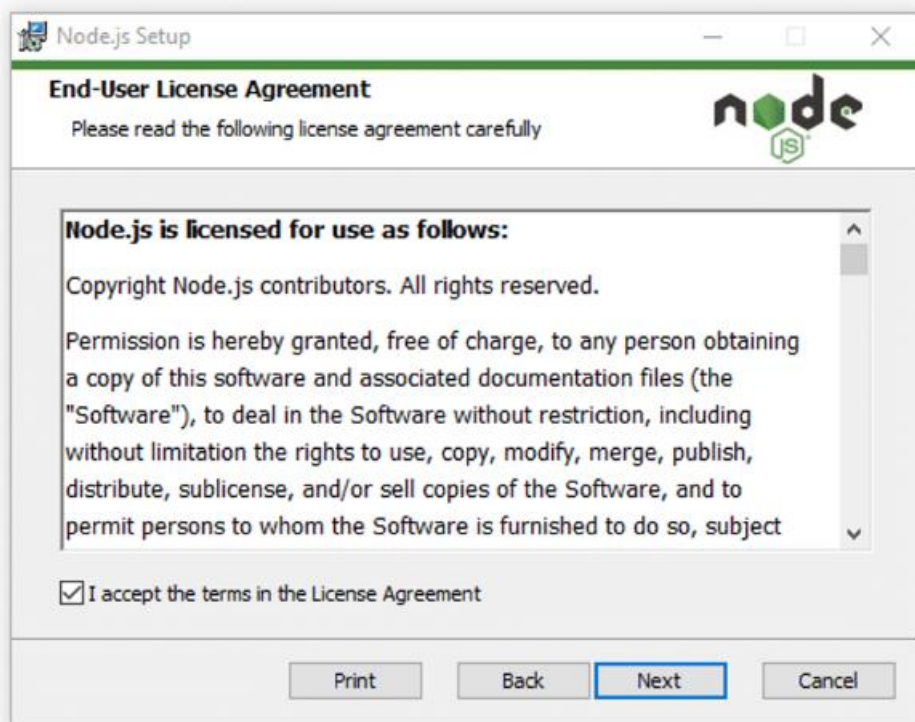 Node.js Setup
End-User License Agreement
Please read the following license agreement carefully
node
JS
Node.js is licensed for use as follows:
Copyright Node.js contributors. All rights reserved.
Permission is hereby granted, free of charge, to any person obtaining
a copy of this software and associated documentation files (the
"Software"), to deal in the Software without restriction, including
without limitation the rights to use, copy, modify, merge, publish,
distribute, sublicense, and/or sell copies of the Software, and to
permit persons to whom the Software is furnished to do so, subject
I accept the terms in the License Agreement
Print Back Next Cancel